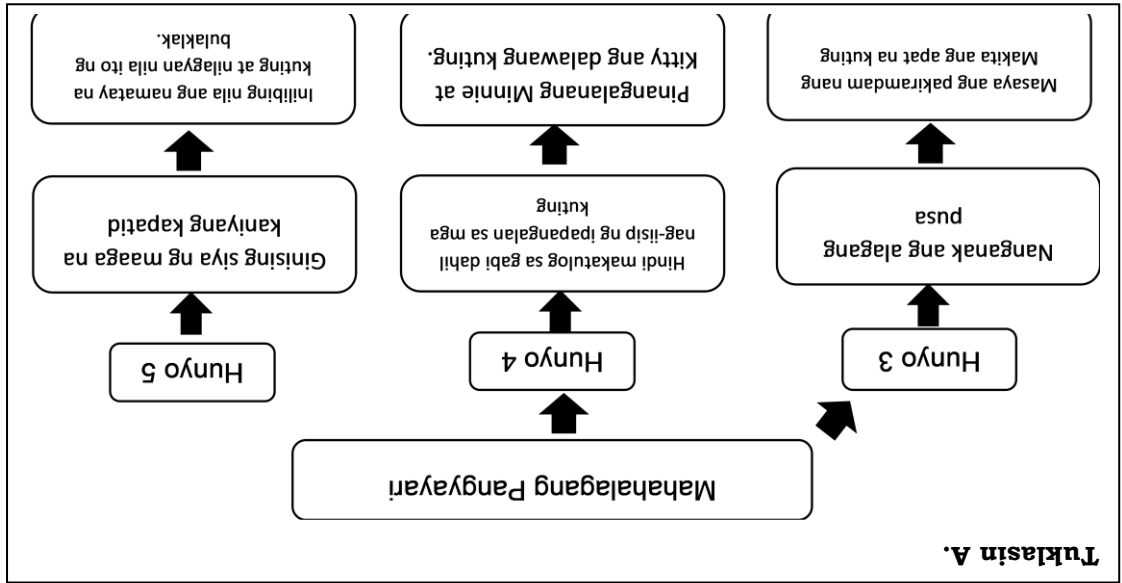 Tuklasin A.
Mahahalagang Pangyayari
Hunyo 3
Nanganak ang alagang
pusa
Masaya ang pakiramdam nang
Makita ang apat na kuting
Hunyo 4
Hindi makatulog sa gabi dahil
nag-iisip ng ipapangalan sa mga
kuting
Pinangalanang Minnie at
Kitty ang dalawang kuting.
Hunyo 5
Ginising siya ng maaga na
kaniyang kapatid
Inilibing nila ang namatay na
kuting at nilagyan nila ito ng
bulaklak.